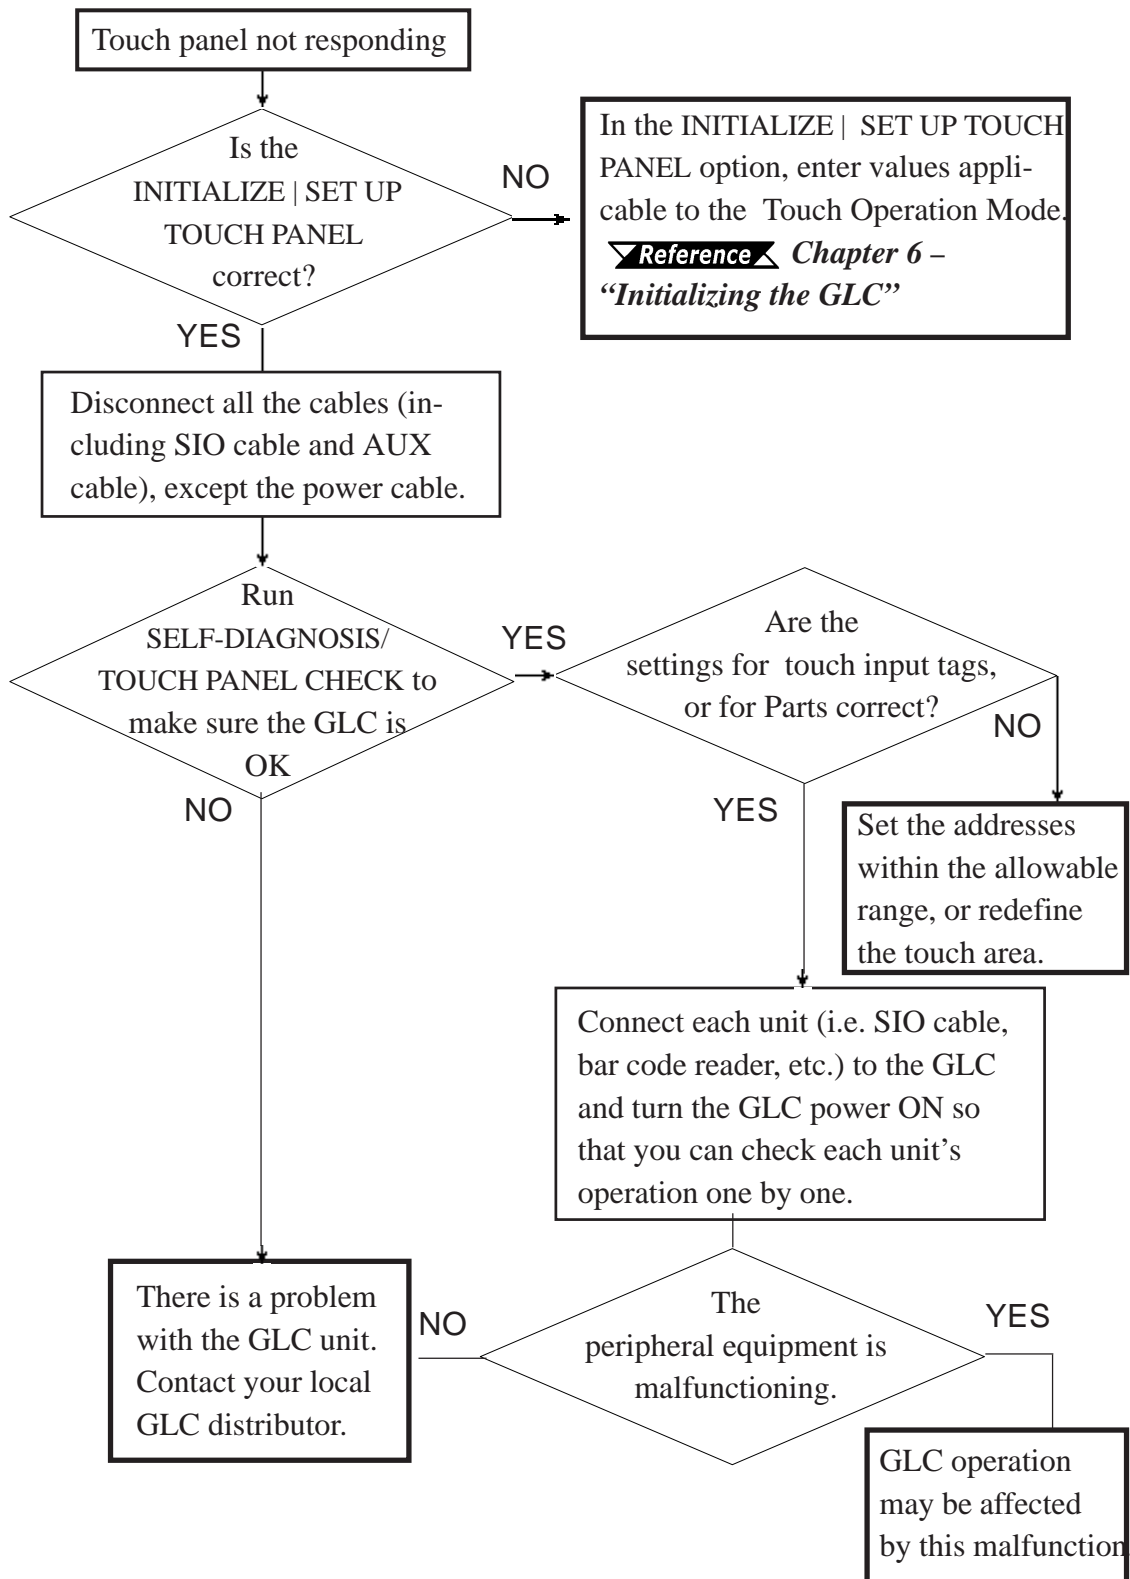 Touch panel not responding
Is the
INITIALIZE | SET UP
TOUCH PANEL
correct?
NO
In the INITIALIZE | SET UP TOUCH
PANEL option, enter values appli-
cable to the Touch Operation Mode.
Reference Chapter 6 –
“Initializing the GLC”
YES
Disconnect all the cables (in-
cluding SIO cable and AUX
cable), except the power cable.
Run
SELF-DIAGNOSIS/
TOUCH PANEL CHECK to
make sure the GLC is
OK
YES
Are the
settings for touch input tags,
or for Parts correct?
NO
NO
YES
Set the addresses
within the allowable
range, or redefine
the touch area.
Connect each unit (i.e. SIO cable,
bar code reader, etc.) to the GLC
and turn the GLC power ON so
that you can check each unit’s
operation one by one.
There is a problem
with the GLC unit.
Contact your local
GLC distributor.
NO
The
peripheral equipment is
malfunctioning.
YES
GLC operation
may be affected
by this malfunction